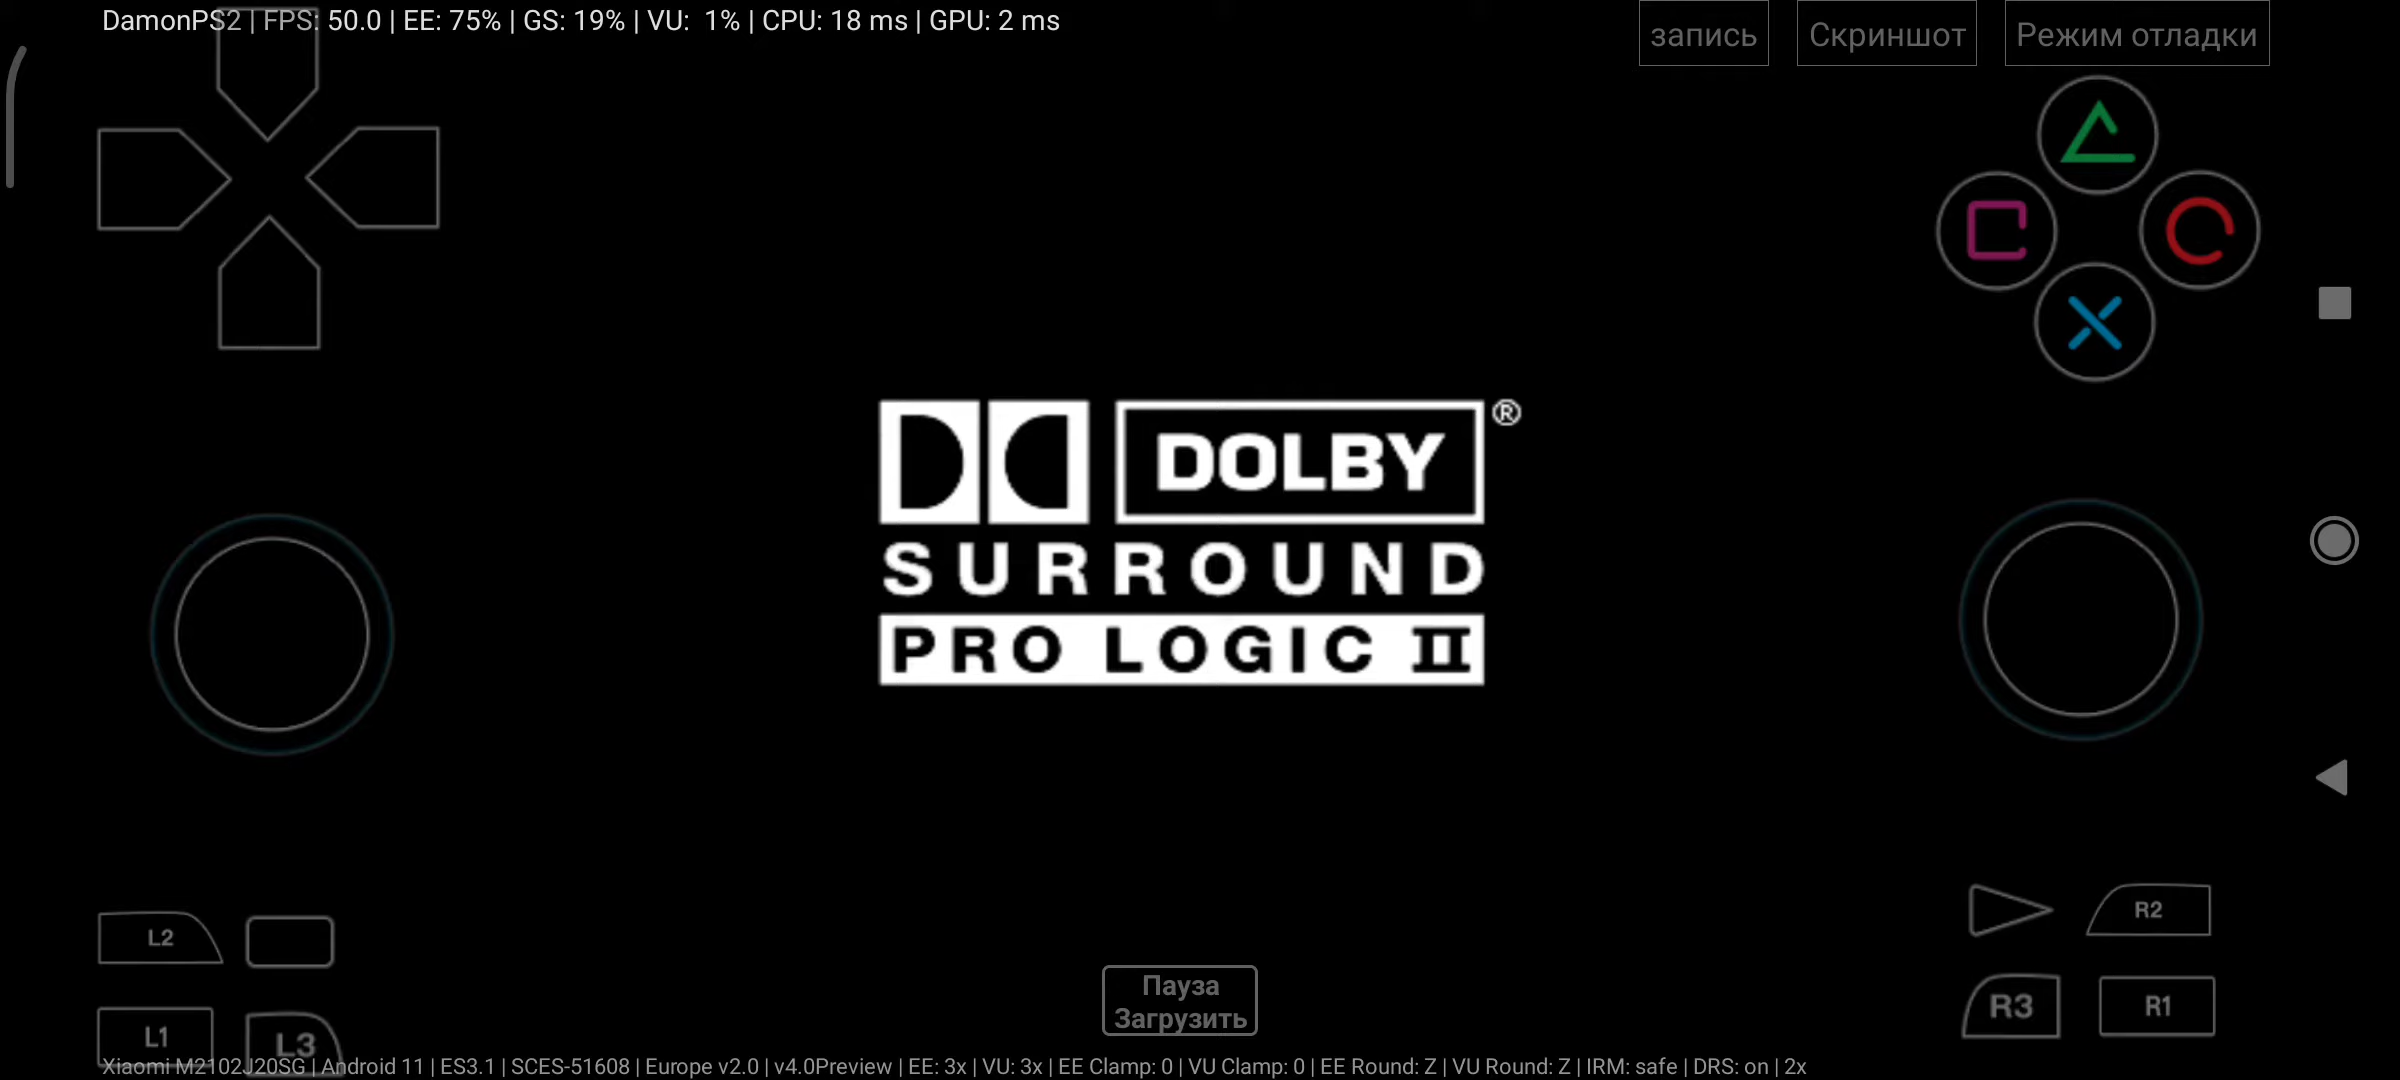 DamonPS2 | FPS: 50.0 | EE: 75% | GS: 19% | VU: 1% | CPU: 18 ms | GPU: 2 ms
запись
Скриншот
Режим отладки
DOLBY ®
SURROUND
PRO LOGIC II
L2
R2
L1
L3
Пауза
Загрузить
R3
R1
Xiaomi M2102J20SG | Android 11 | ES3.1 | SCES-51608 | Europe v2.0 | v4.0Preview | EE: 3x | VU: 3x | EE Clamp: 0 | VU Clamp: 0 | EE Round: Z | VU Round: Z | IRM: safe | DRS: on | 2x